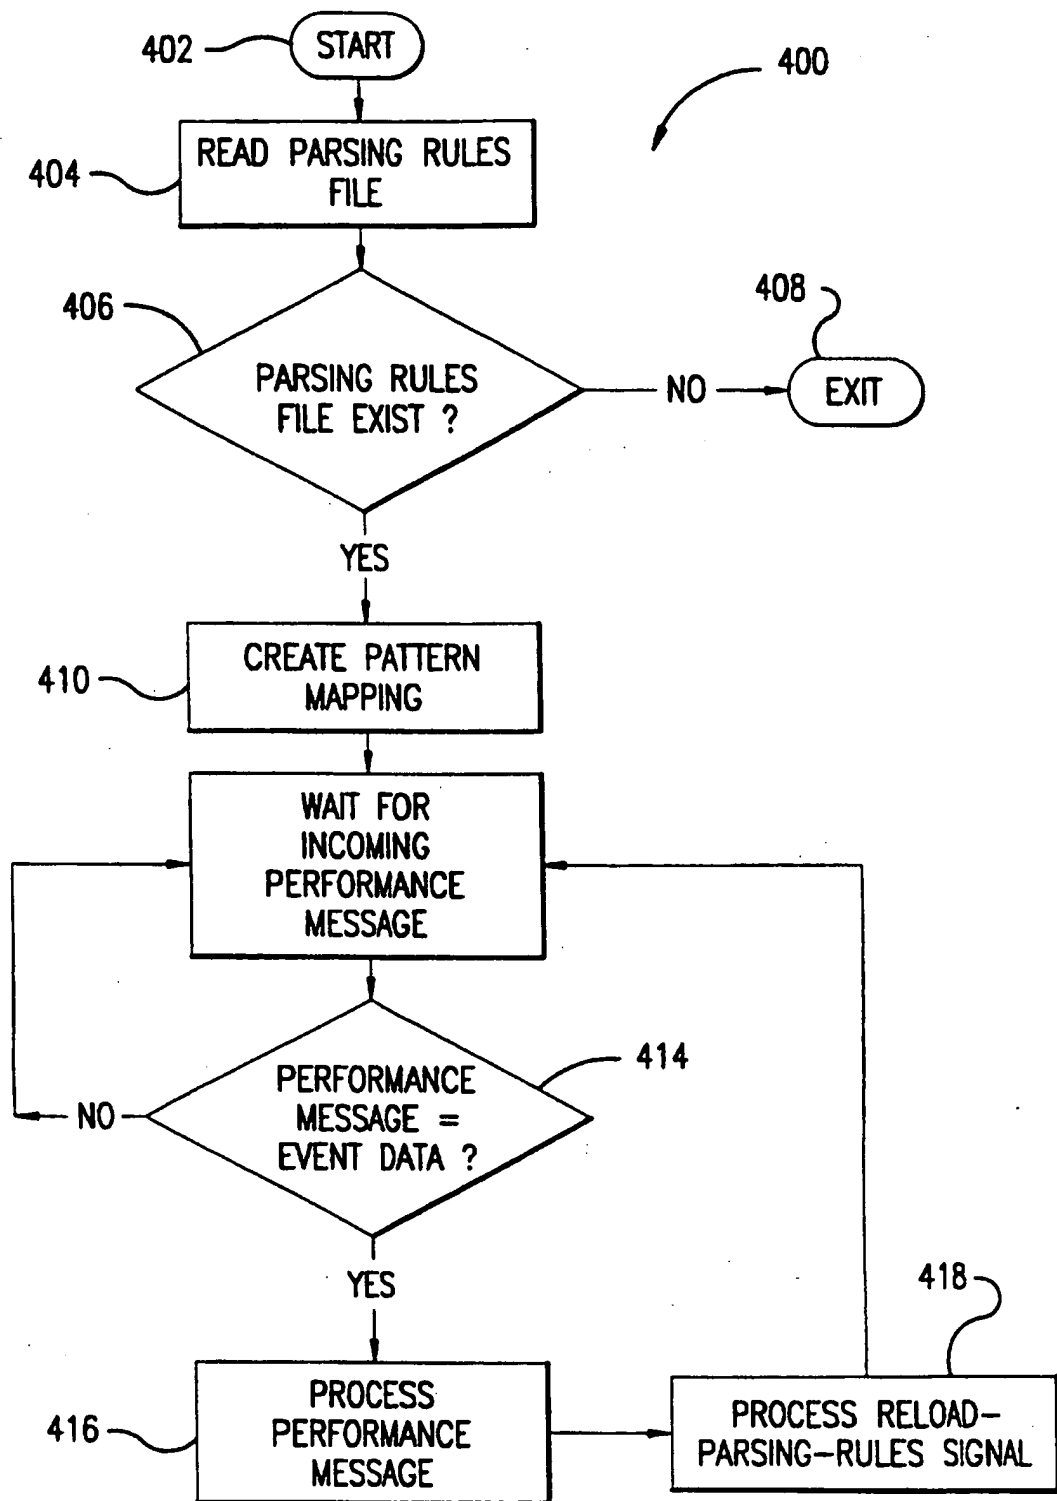 402
START
400
READ PARSING RULES
FILE
404
406
408
PARSING RULES
FILE EXIST ?
NO
EXIT
YES
410
CREATE PATTERN
MAPPING
WAIT FOR
INCOMING
PERFORMANCE
MESSAGE
414
PERFORMANCE
MESSAGE =
EVENT DATA ?
NO
YES
418
416
PROCESS
PERFORMANCE
MESSAGE
PROCESS RELOAD-
PARSING-RULES SIGNAL